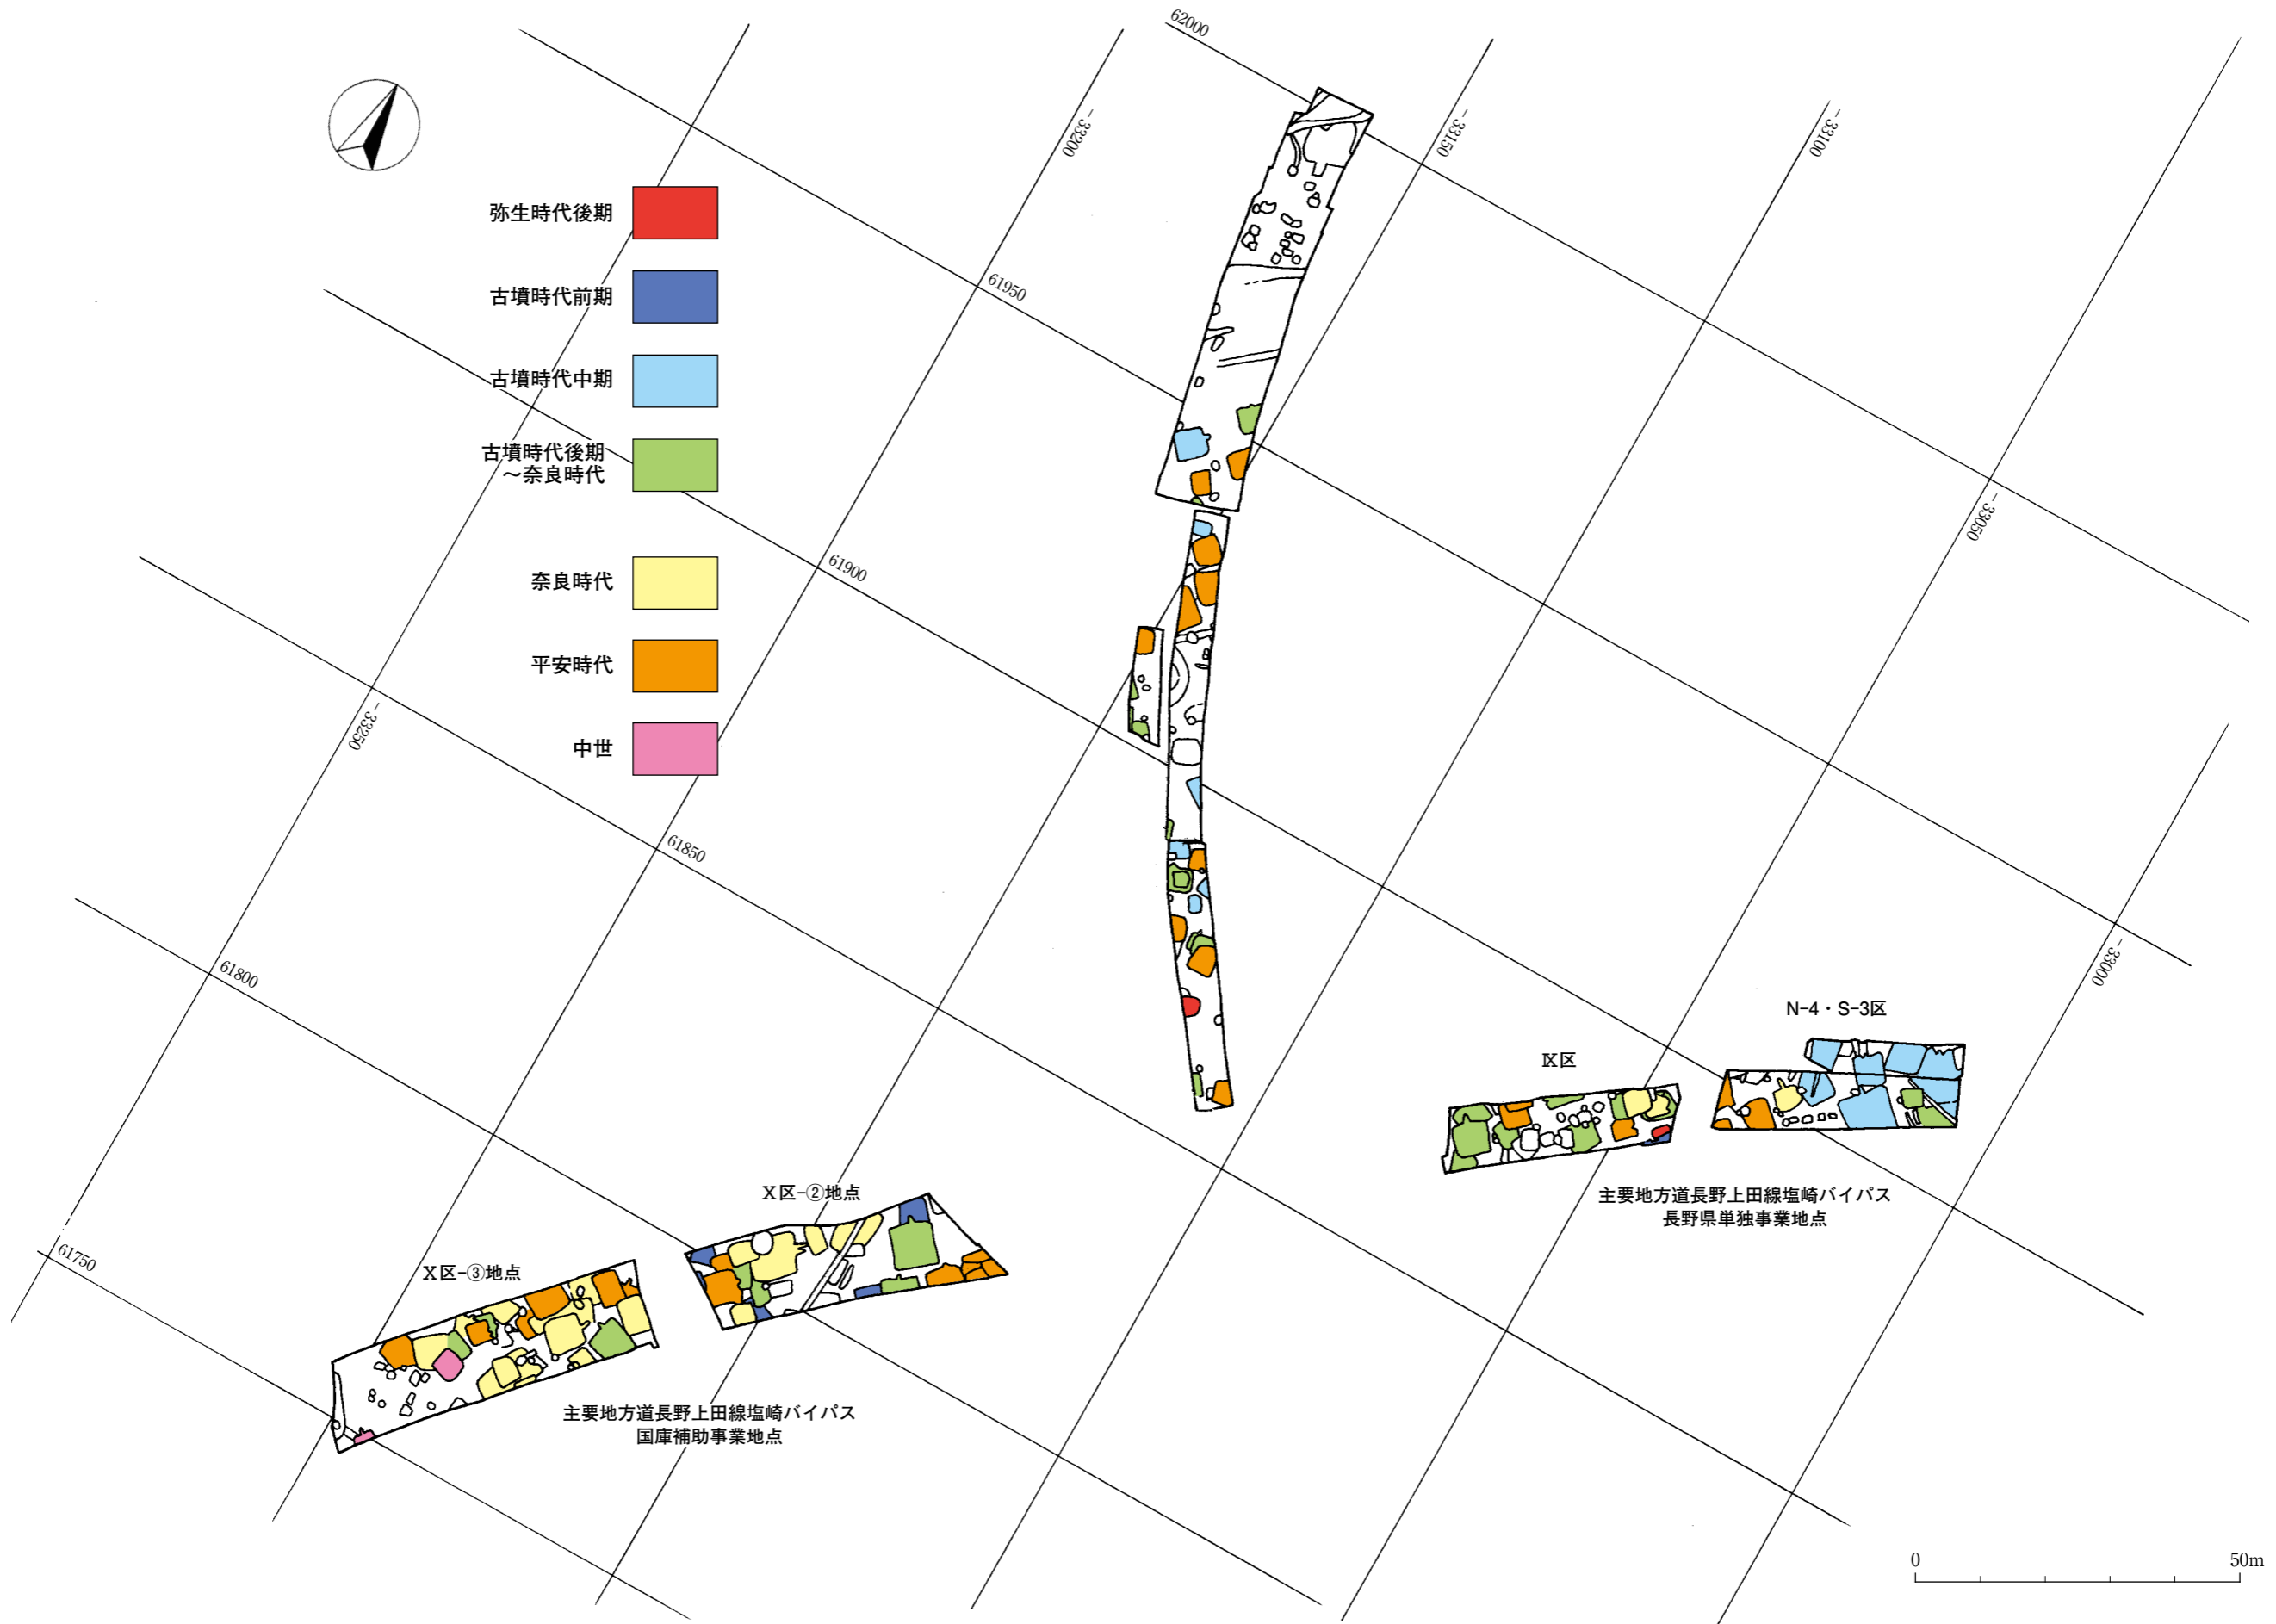 62000
-33200
-33150
-33100
弥生時代後期
古墳時代前期
61950
古墳時代中期
古墳時代後期
～奈良時代
-33050
61900
奈良時代
平安時代
-33250
中世
61850
61800
-33000
N-4・S-3区
Ⅸ区
X区-②地点
主要地方道長野上田線塩崎バイパス
長野県単独事業地点
61750
X区-③地点
主要地方道長野上田線塩崎バイパス
国庫補助事業地点
0 50m